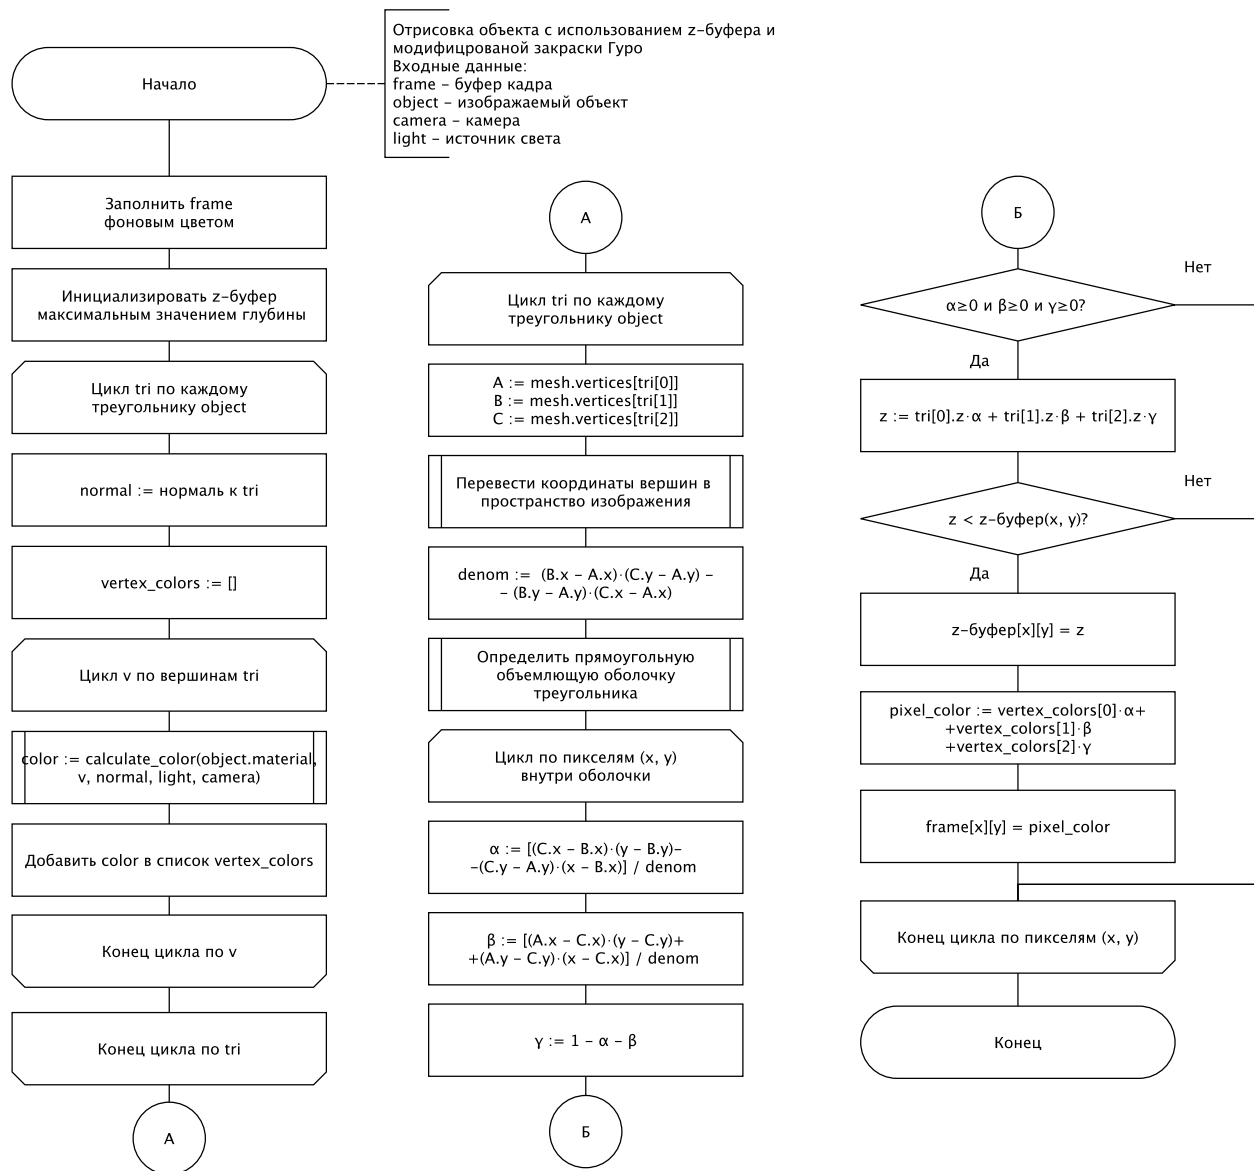 Начало
Отрисовка объекта с использованием z-буфера и
модифицрованой закраски Гуро
Входные данные:
frame – буфер кадра
object – изображаемый объект
camera – камера
light – источник света
Заполнить frame
фоновым цветом
Инициализировать z-буфер
максимальным значением глубины
Цикл tri по каждому
треугольнику object
normal := нормаль к tri
vertex_colors := []
Цикл v по вершинам tri
color := calculate_color(object.material,
v, normal, light, camera)
Добавить color в список vertex_colors
Конец цикла по v
Конец цикла по tri
А
А
Цикл tri по каждому
треугольнику object
A := mesh.vertices[tri[0]]
B := mesh.vertices[tri[1]]
C := mesh.vertices[tri[2]]
Перевести координаты вершин в
пространство изображения
denom := (B.x – A.x)·(C.y – A.y) –
– (B.y – A.y)·(C.x – A.x)
Определить прямоугольную
объемлющую оболочку
треугольника
Цикл по пикселям (x, y)
внутри оболочки
α := [(C.x – B.x)·(y – B.y)–
–(C.y – A.y)·(x – B.x)] / denom
β := [(A.x – C.x)·(y – C.y)+
+(A.y – C.y)·(x – C.x)] / denom
γ := 1 – α – β
Б
Б
Нет
α≥0 и β≥0 и γ≥0?
Да
z := tri[0].z·α + tri[1].z·β + tri[2].z·γ
Нет
z < z-буфер(x, y)?
Да
z-буфер[x][y] = z
pixel_color := vertex_colors[0]·α+
+vertex_colors[1]·β
+vertex_colors[2]·γ
frame[x][y] = pixel_color
Конец цикла по пикселям (x, y)
Конец